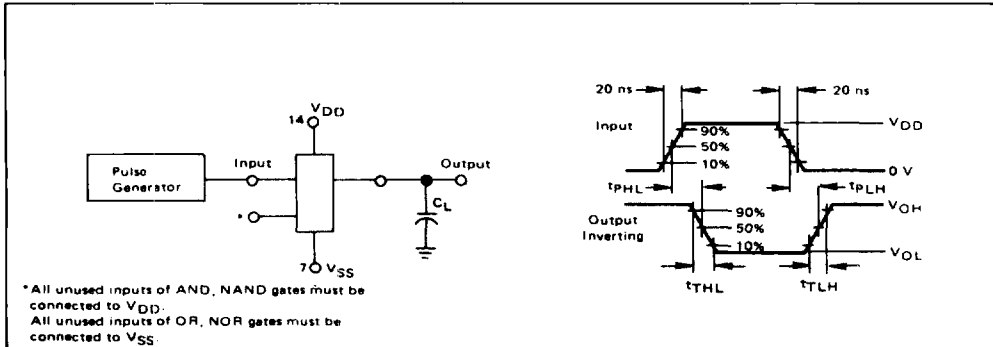 14 VDD
Pulso Generator
Input
Output
*
CL
7 VSS
*All unused inputs of AND, NAND gates must be
connected to VDD.
All unused inputs of OR, NOR gates must be
connected to VSS.
20 ns
20 ns
Input
VDD
90%
50%
10%
0 V
tPHL
tPLH
Output
Inverting
90%
50%
10%
VOH
VOL
tTHL
tTLH